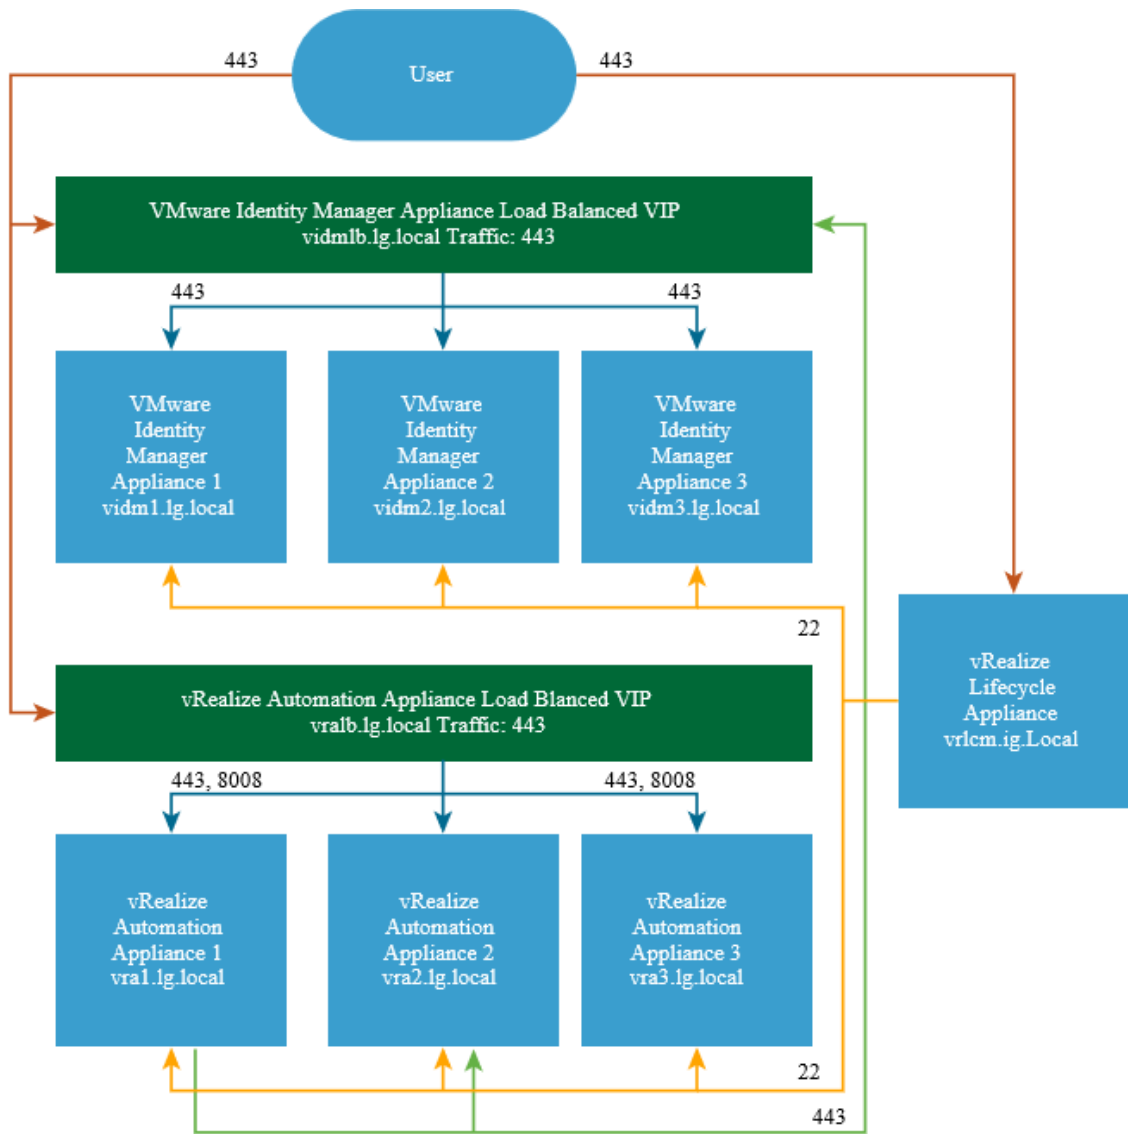 443
User
443
VMware Identity Manager Appliance Load Balanced VIP
vidmlb.lg.local Traffic: 443
443
443
VMware
Identity
Manager
Appliance 1
vidm1.lg.local
VMware
Identity
Manager
Appliance 2
vidm2.lg.local
VMware
Identity
Manager
Appliance 3
vidm3.lg.local
22
vRealize
Lifecycle
Appliance
vrlcm.ig.Local
vRealize Automation Appliance Load Blanced VIP
vralb.lg.local Traffic: 443
443, 8008
443, 8008
vRealize
Automation
Appliance 1
vra1.lg.local
vRealize
Automation
Appliance 2
vra2.lg.local
vRealize
Automation
Appliance 3
vra3.lg.local
22
443